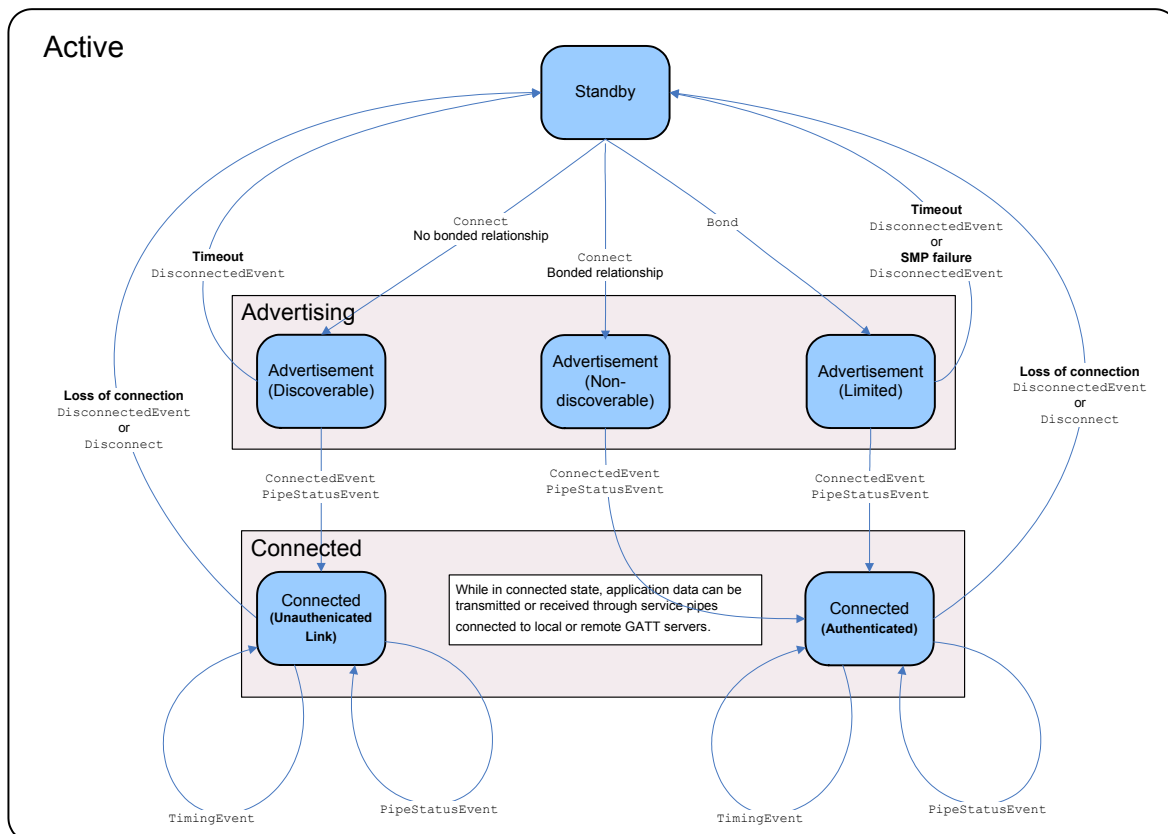 Active
Standby
Connect
No bonded relationship
Connect
Bonded relationship
Bond
Timeout
DisconnectedEvent
or
SMP failure
DisconnectedEvent
Timeout
DisconnectedEvent
Advertising
Advertisement
(Discoverable)
Advertisement
(Non-
discoverable)
Advertisement
(Limited)
Loss of connection
DisconnectedEvent
or
Disconnect
Loss of connection
DisconnectedEvent
or
Disconnect
ConnectedEvent
PipeStatusEvent
ConnectedEvent
PipeStatusEvent
ConnectedEvent
PipeStatusEvent
Connected
Connected
(Unauthenicated
Link)
While in connected state, application data can be
transmitted or received through service pipes
connected to local or remote GATT servers.
Connected
(Authenticated)
TimingEvent
PipeStatusEvent
TimingEvent
PipeStatusEvent